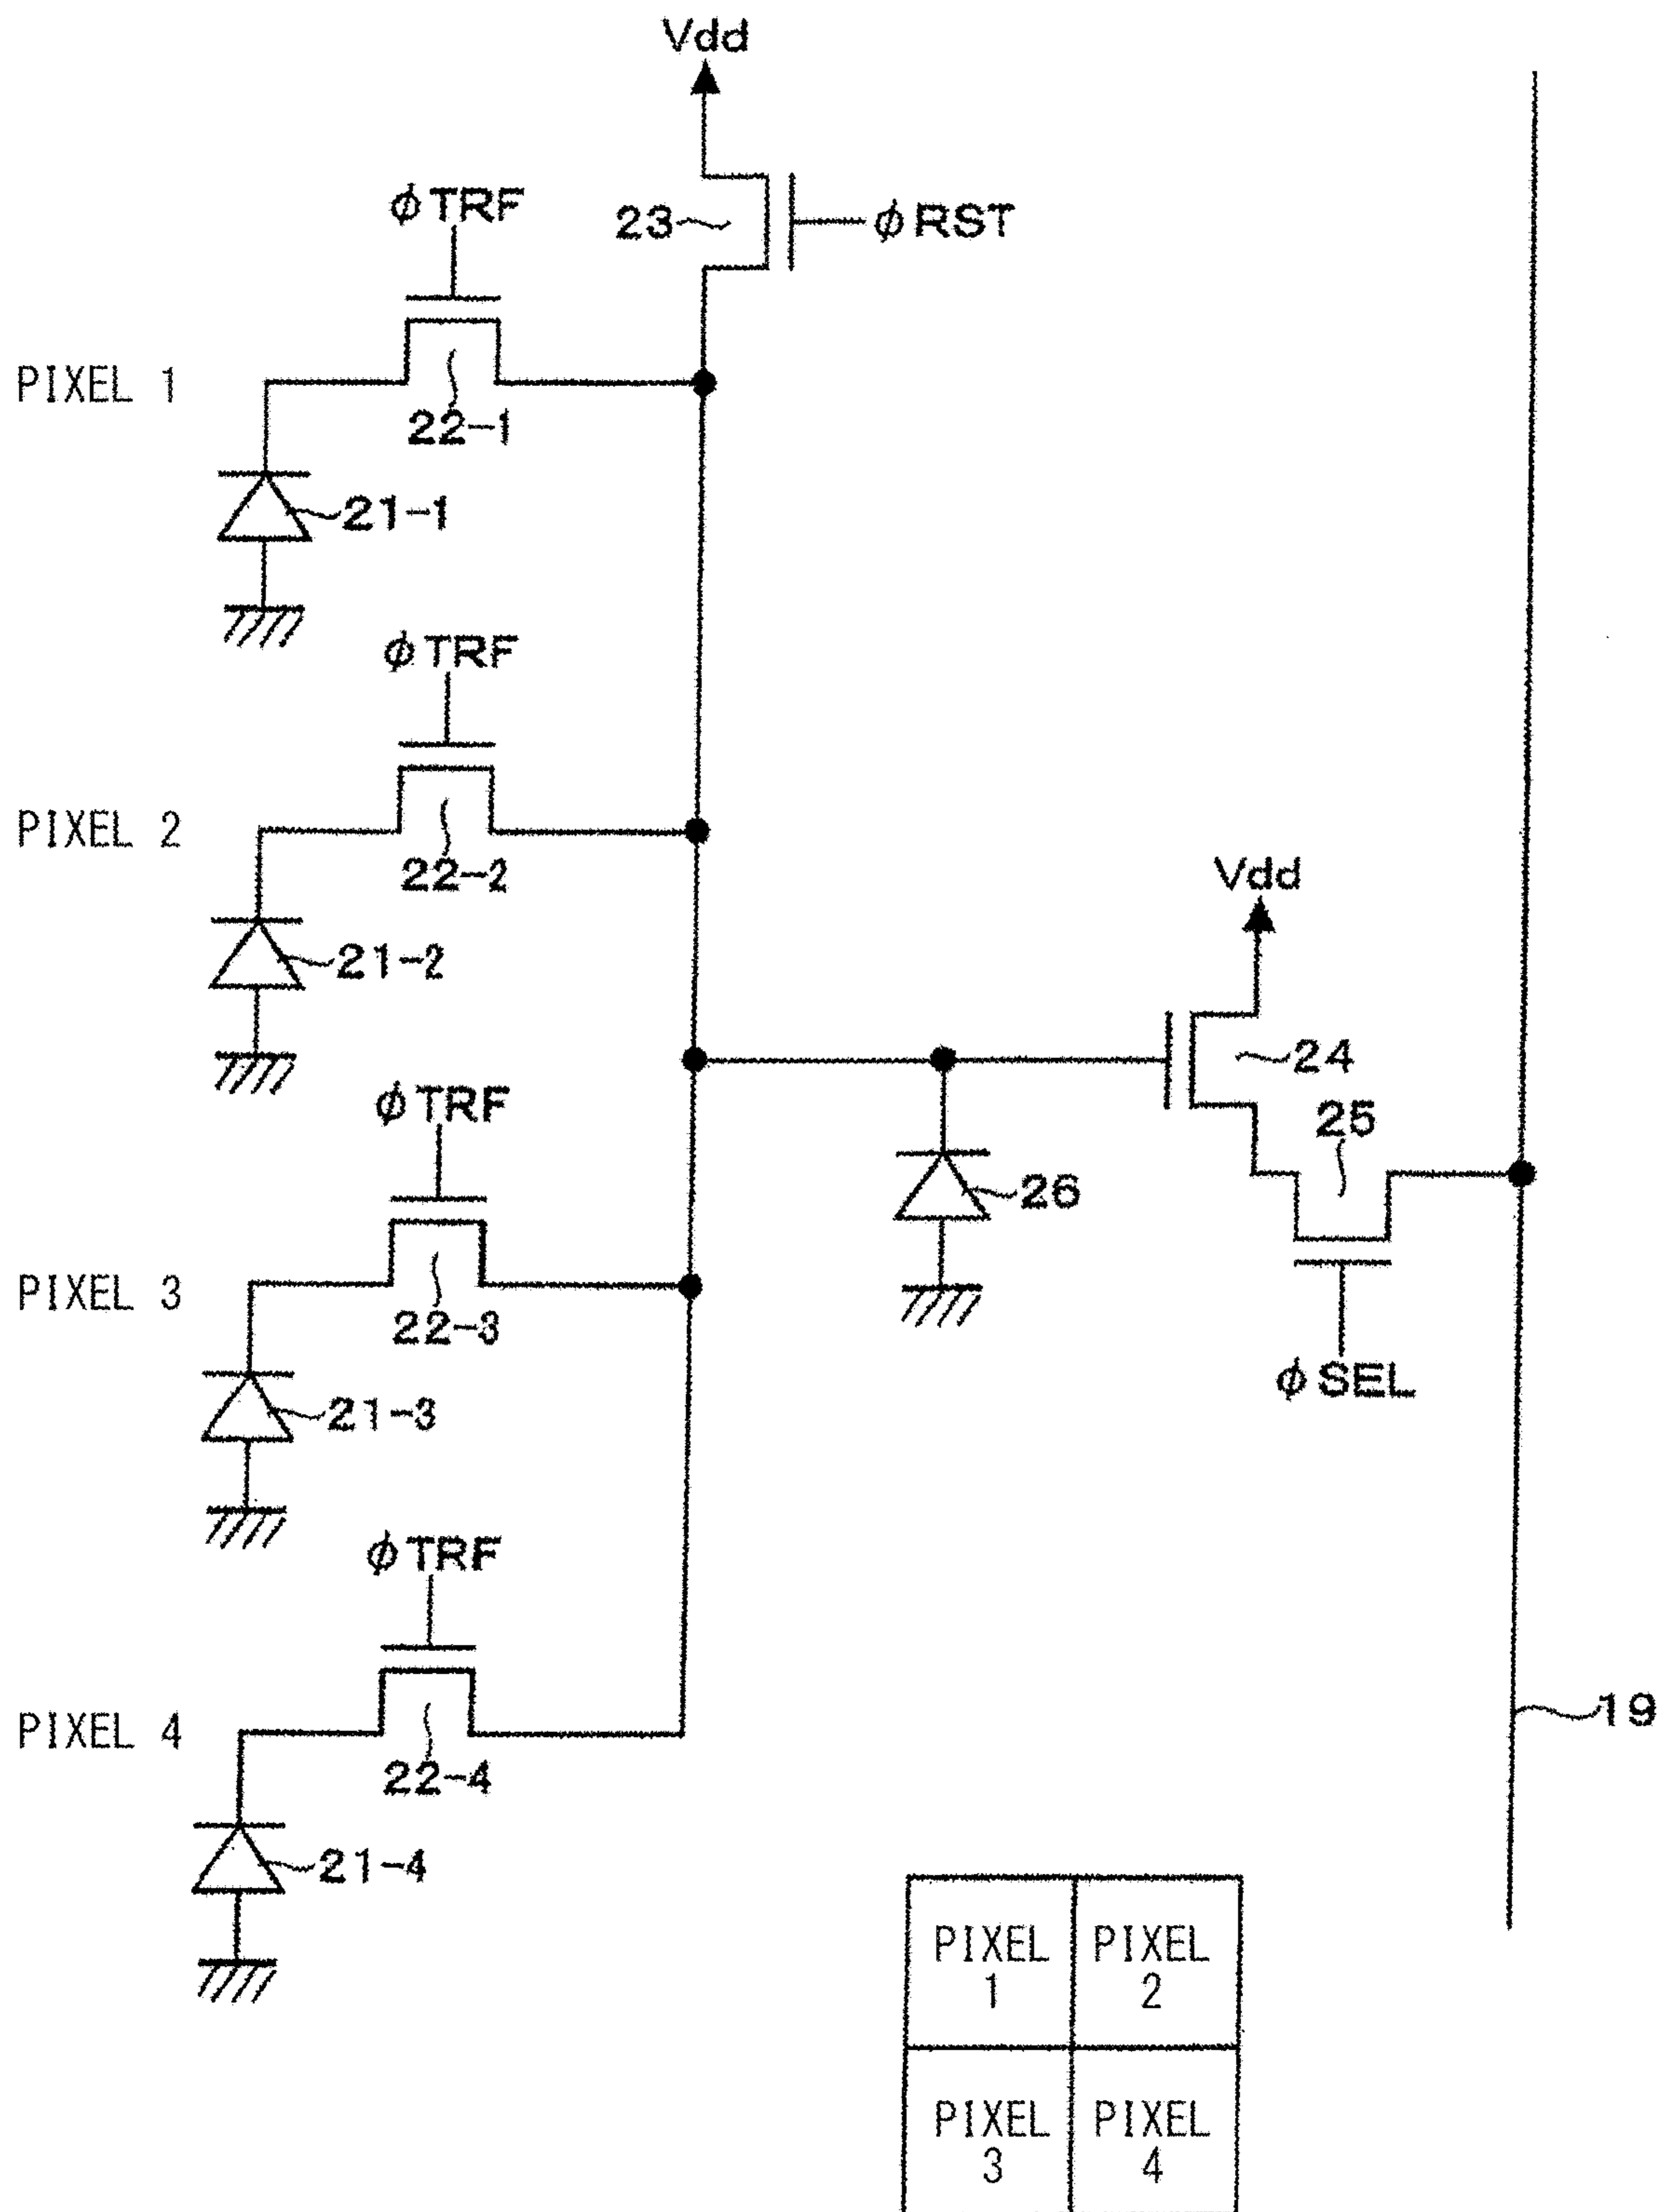 Vdd
ϕTRF
23
ϕRST
PIXEL 1
22-1
21-1
ϕTRF
PIXEL 2
22-2
Vdd
21-2
24
ϕTRF
25
26
PIXEL 3
22-3
ϕSEL
21-3
ϕTRF
19
PIXEL 4
22-4
21-4
PIXEL 1
PIXEL 2
PIXEL 3
PIXEL 4